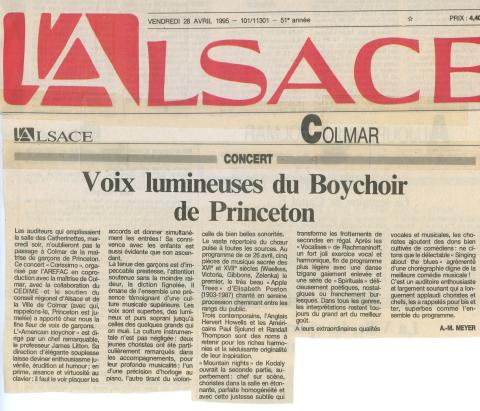 VENDREDI 28 AVRIL 1995 - 101/11301 - 51e année
☆
PRIX : 4,40
L'ALSACE
L'ALSACE
COLMAR
CONCERT
Voix lumineuses du Boychoir
de Princeton
Les auditeurs qui emplissaient
la salle des Catherinettes, mer-
credi soir, n'oublieront pas le
passage à Colmar de la maî-
trise de garçons de Princeton.
Ce concert « Carissimo », orga-
nisé par l'AREFAC en copro-
duction avec la maîtrise de Col-
mar, avec la collaboration du
CEDIME et le soutien du
conseil régional d'Alsace et de
la Ville de Colmar (avec qui,
rappelons-le, Princeton est ju-
melée) a apporté chez nous la
fine fleur de voix de garçons.
L'American boychoir « est di-
rigé par un chef remarquable,
le professeur James Litton. Sa
direction d'élégante souplesse
laisse deviner enthousiasme ju-
vénile, érudition et humour ; en
prime, aisance et virtuosité au
clavier : il faut le voir plaquer les
accords et donner simultané-
ment les entrées ! Sa conni-
vence avec les enfants est
aussi évidente que son ascen-
dant.
La tenue des garçons est d'im-
peccable prestesse, l'attention
soutenue sans la moindre rai-
deur, la diction fignolée. Il
émane de l'ensemble une pré-
sence témoignant d'une cul-
ture musicale supérieure. Les
voix sont superbes, des lumi-
neux et purs soprani jusqu'à
celles des quelques grands qui
ont mué. La culture instrumen-
tale n'est pas négligée : deux
jeunes choristes ont été parti-
culièrement remarqués dans
les accompagnements, pour
leur profonde musicalité ; l'un
d'une précision d'horloge au
piano, l'autre tirant du violon-
celle de bien belles sonorités.
Le vaste répertoire du chœur
puise à toutes les sources. Au
programme de ce 26 avril, cinq
pièces de musique sacrée des
XVIe et XVIIe siècles (Waelkes,
Victoria, Gibbons, Zelenka) le
premier, le très beau « Apple
Trees » d'Elisabeth Poston
(1903-1987) chanté en sereine
procession cheminant entre les
rangs du public.
Trois contemporains, l'Anglais
Herbert Howells et les Améri-
cains Paul Sjolund et Randall
Thompson sont des noms à
retenir pour les riches harmo-
nies et la séduisante originalité
de leur inspiration.
« Mountain nights » de Kodaly
ouvrait la seconde partie, su-
perbement : chef sur scène,
choristes dans la salle en éton-
nante, parfaite homogénéité et
avec cette justesse subtile qui
transforme les frottements de
secondes en régal. Après les
« Vocalises » de Rachmaninoff,
un fort joli exercice vocal et
harmonique, fin de programme
plus légère avec une danse
tzigane gaiement enlevée et
une série de « Spirituals » déli-
cieusement poétiques, nostal-
giques ou franchement bur-
lesques. Dans tous les genres,
les interprétations restent tou-
jours du grand art du meilleur
goût.
A leurs extraordinaires qualités
vocales et musicales, les cho-
ristes ajoutent des dons bien
cultivés de comédiens : ne ci-
tons que le délectable « Singing
about the blues » agrémenté
d'une chorégraphie digne de la
meilleure comédie musicale !
C'est un auditoire enthousiaste
et largement souriant qui a lon-
guement applaudi choristes et
chefs, les a rappelés pour bis-
ter, superbes comme l'en-
semble du programme.
A.-M. MEYER